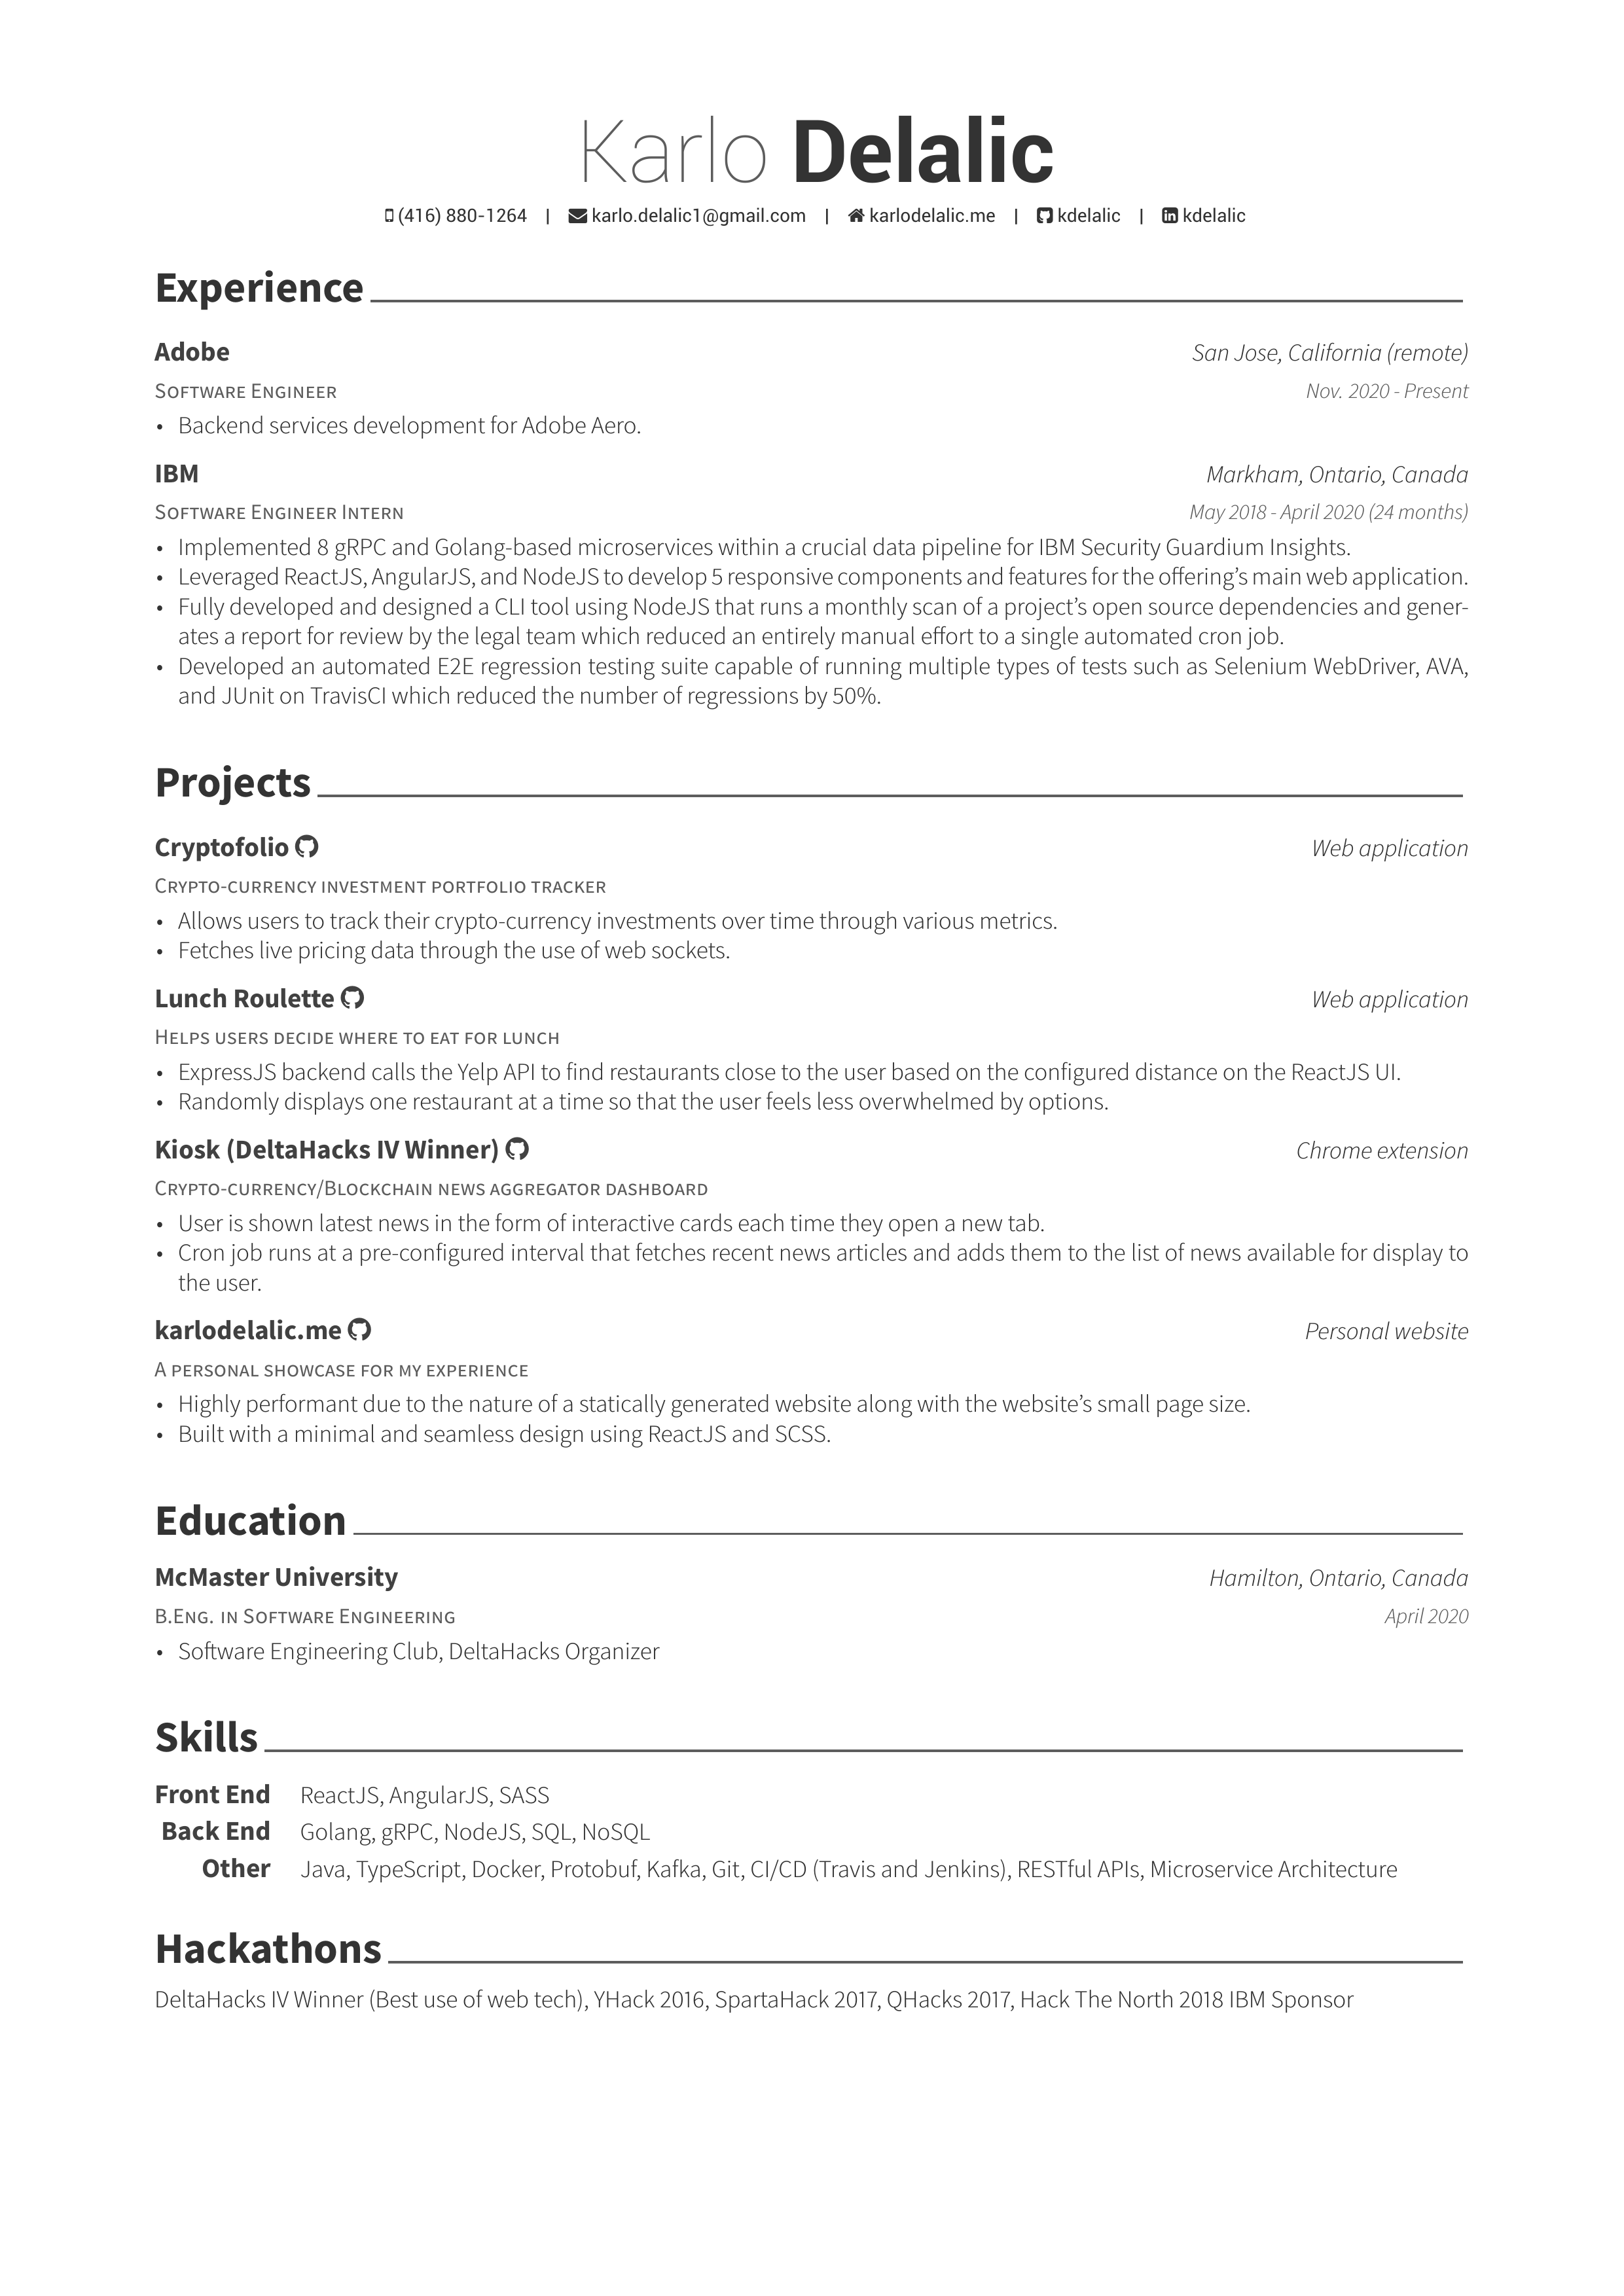 Karlo Delalic
(416) 880-1264 | karlo.delalic1@gmail.com | karlodelalic.me | kdelalic | kdelalic
Experience
Adobe San Jose, California (remote)
Software Engineer Nov. 2020 - Present
• Backend services development for Adobe Aero.
IBM Markham, Ontario, Canada
Software Engineer Intern May 2018 - April 2020 (24 months)
• Implemented 8 gRPC and Golang-based microservices within a crucial data pipeline for IBM Security Guardium Insights.
• Leveraged ReactJS, AngularJS, and NodeJS to develop 5 responsive components and features for the offering’s main web application.
• Fully developed and designed a CLI tool using NodeJS that runs a monthly scan of a project’s open source dependencies and gener-
ates a report for review by the legal team which reduced an entirely manual effort to a single automated cron job.
• Developed an automated E2E regression testing suite capable of running multiple types of tests such as Selenium WebDriver, AVA,
and JUnit on TravisCI which reduced the number of regressions by 50%.
Projects
Cryptofolio Web application
Crypto-currency investment portfolio tracker
• Allows users to track their crypto-currency investments over time through various metrics.
• Fetches live pricing data through the use of web sockets.
Lunch Roulette Web application
Helps users decide where to eat for lunch
• ExpressJS backend calls the Yelp API to find restaurants close to the user based on the configured distance on the ReactJS UI.
• Randomly displays one restaurant at a time so that the user feels less overwhelmed by options.
Kiosk (DeltaHacks IV Winner) Chrome extension
Crypto-currency/Blockchain news aggregator dashboard
• User is shown latest news in the form of interactive cards each time they open a new tab.
• Cron job runs at a pre-configured interval that fetches recent news articles and adds them to the list of news available for display to
the user.
karlodelalic.me Personal website
A personal showcase for my experience
• Highly performant due to the nature of a statically generated website along with the website’s small page size.
• Built with a minimal and seamless design using ReactJS and SCSS.
Education
McMaster University Hamilton, Ontario, Canada
B.Eng. in Software Engineering April 2020
• Software Engineering Club, DeltaHacks Organizer
Skills
Front End ReactJS, AngularJS, SASS
Back End Golang, gRPC, NodeJS, SQL, NoSQL
Other Java, TypeScript, Docker, Protobuf, Kafka, Git, CI/CD (Travis and Jenkins), RESTful APIs, Microservice Architecture
Hackathons
DeltaHacks IV Winner (Best use of web tech), YHack 2016, SpartaHack 2017, QHacks 2017, Hack The North 2018 IBM Sponsor